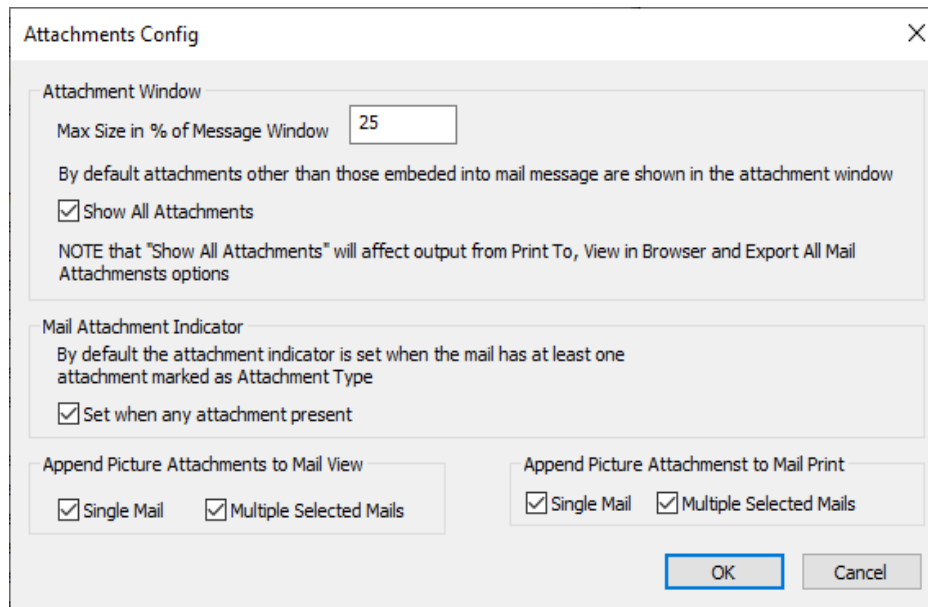 Attachments Config
Attachment Window
Max Size in % of Message Window 25
By default attachments other than those embeded into mail message are shown in the attachment window
Show All Attachments
NOTE that "Show All Attachments" will affect output from Print To, View in Browser and Export All Mail
Attachmensts options
Mail Attachment Indicator
By default the attachment indicator is set when the mail has at least one
attachment marked as Attachment Type
Set when any attachment present
Append Picture Attachments to Mail View
Single Mail Multiple Selected Mails
Append Picture Attachmenst to Mail Print
Single Mail Multiple Selected Mails
OK Cancel